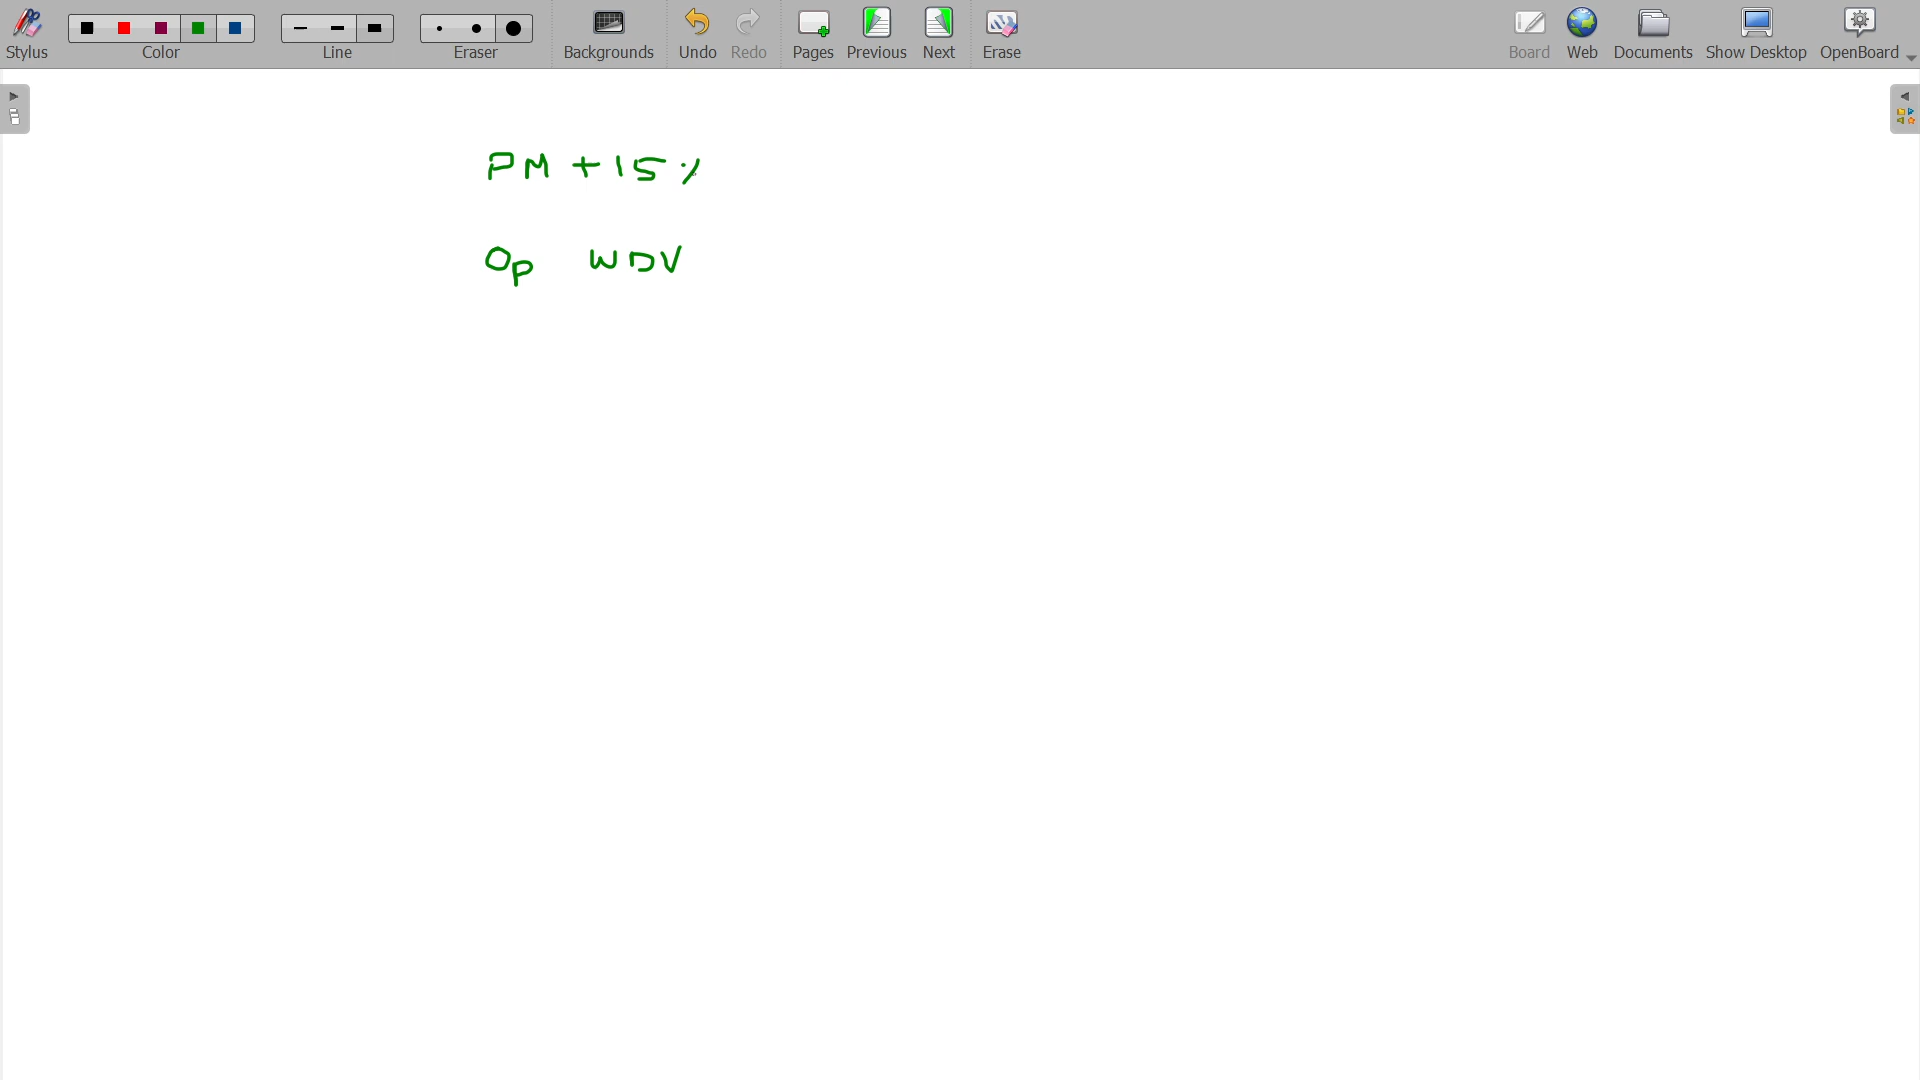 Stylus Color Line Eraser Backgrounds Undo Redo Pages Previous Next Erase Board Web Documents Show Desktop OpenBoard
PM + 15 %
Op WDV